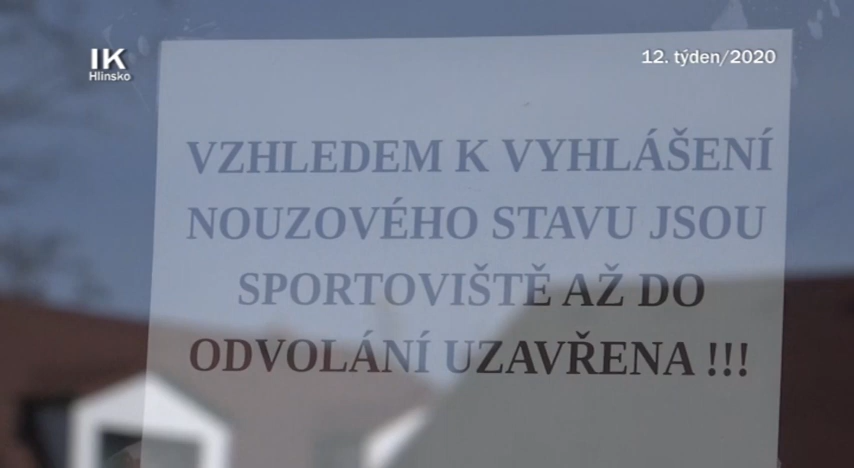 IK
Hlinsko
12. týden/2020
VZHLEDEM K VYHLÁŠENÍ
NOUZOVÉHO STAVU JSOU
SPORTOVIŠTĚ AŽ DO
ODVOLÁNÍ UZAVŘENA !!!